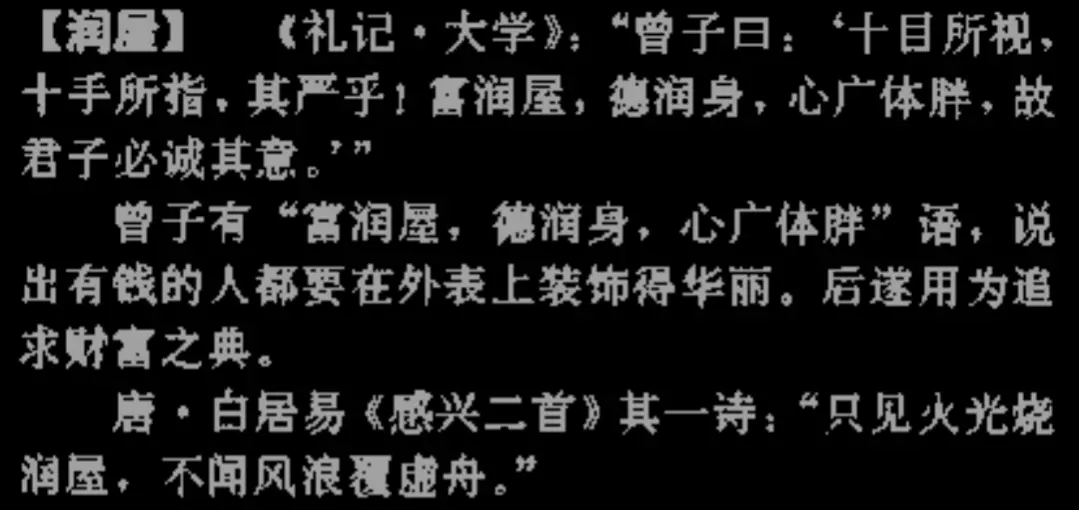 【润屋】　《礼记·大学》：“曾子曰：‘十目所视，
十手所指，其严乎！富润屋，德润身，心广体胖，故
君子必诚其意。’”
曾子有“富润屋，德润身，心广体胖”语，说
出有钱的人都要在外表上装饰得华丽。后遂用为追
求财富之典。
唐·白居易《感兴二首》其一诗：“只见火光烧
润屋，不闻风浪覆虚舟。”